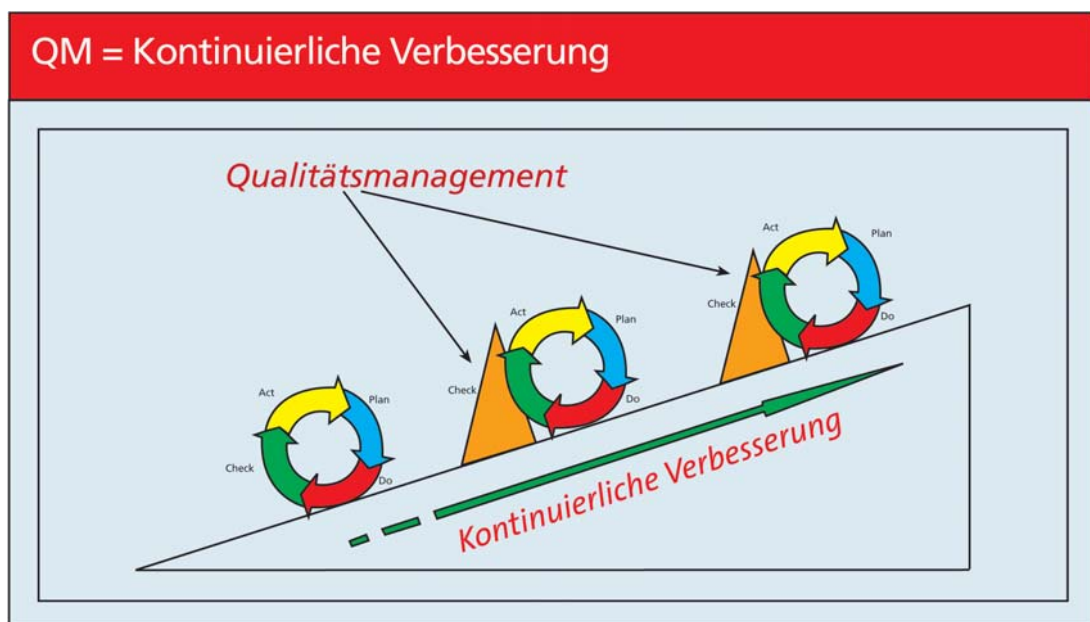 QM = Kontinuierliche Verbesserung
Qualitätsmanagement
Act
Plan
Check
Do
Act
Plan
Check
Do
Act
Plan
Check
Do
Kontinuierliche Verbesserung